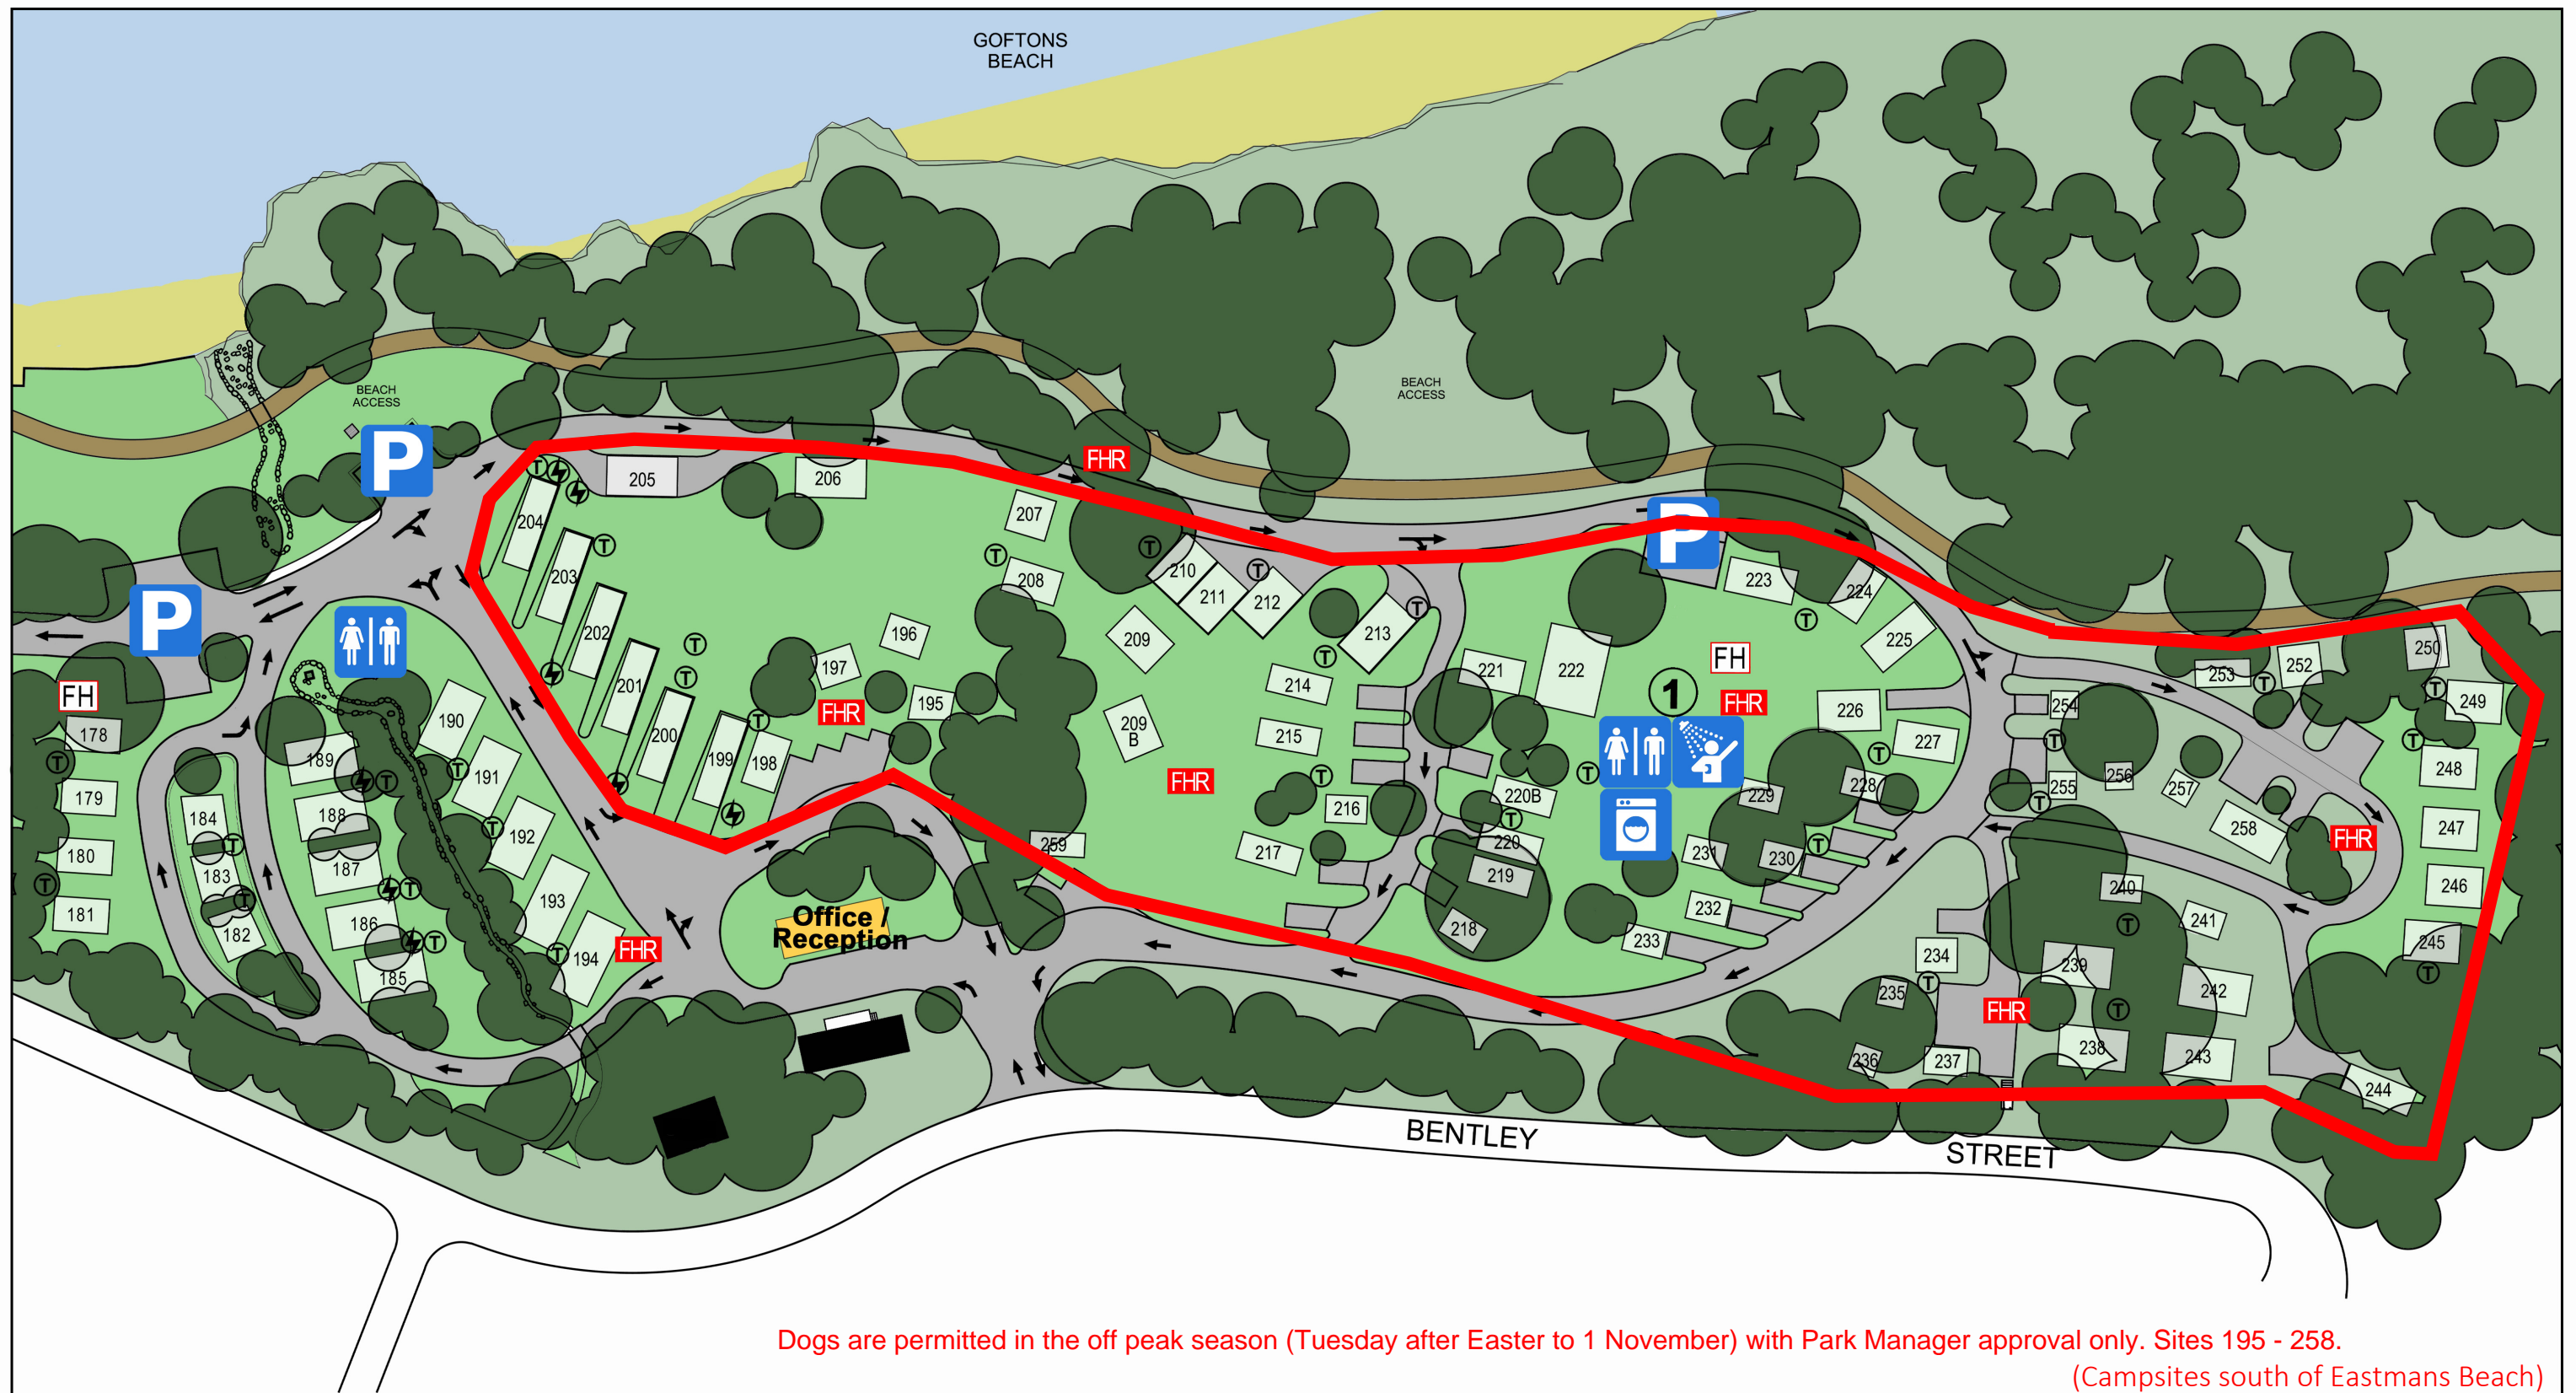 GOFTONS
BEACH
BEACH
ACCESS
BEACH
ACCESS
P
FHR
T
205
206
204
207
P
T
203
T
208
T
210
211
T
212
T
213
223
224
T
225
P
202
T
196
197
209
T
214
221
222
FH
1
FHR
226
227
T
253
252
T
250
T
249
FH
178
T
179
180
T
181
190
189
T
T
191
188
192
T
187
T
186
T
185
193
T
194
FHR
184
T
183
T
182
201
T
200
199
T
198
FHR
195
209
B
FHR
215
T
216
217
T
220B
T
220
219
218
229
228
231
230
T
232
233
254
T
255
T
256
257
258
FHR
T
248
247
246
245
T
259
Office /
Reception
240
T
241
234
T
235
239
242
T
FHR
236
237
238
243
244
BENTLEY
STREET
Dogs are permitted in the off peak season (Tuesday after Easter to 1 November) with Park Manager approval only. Sites 195 - 258.
(Campsites south of Eastmans Beach)